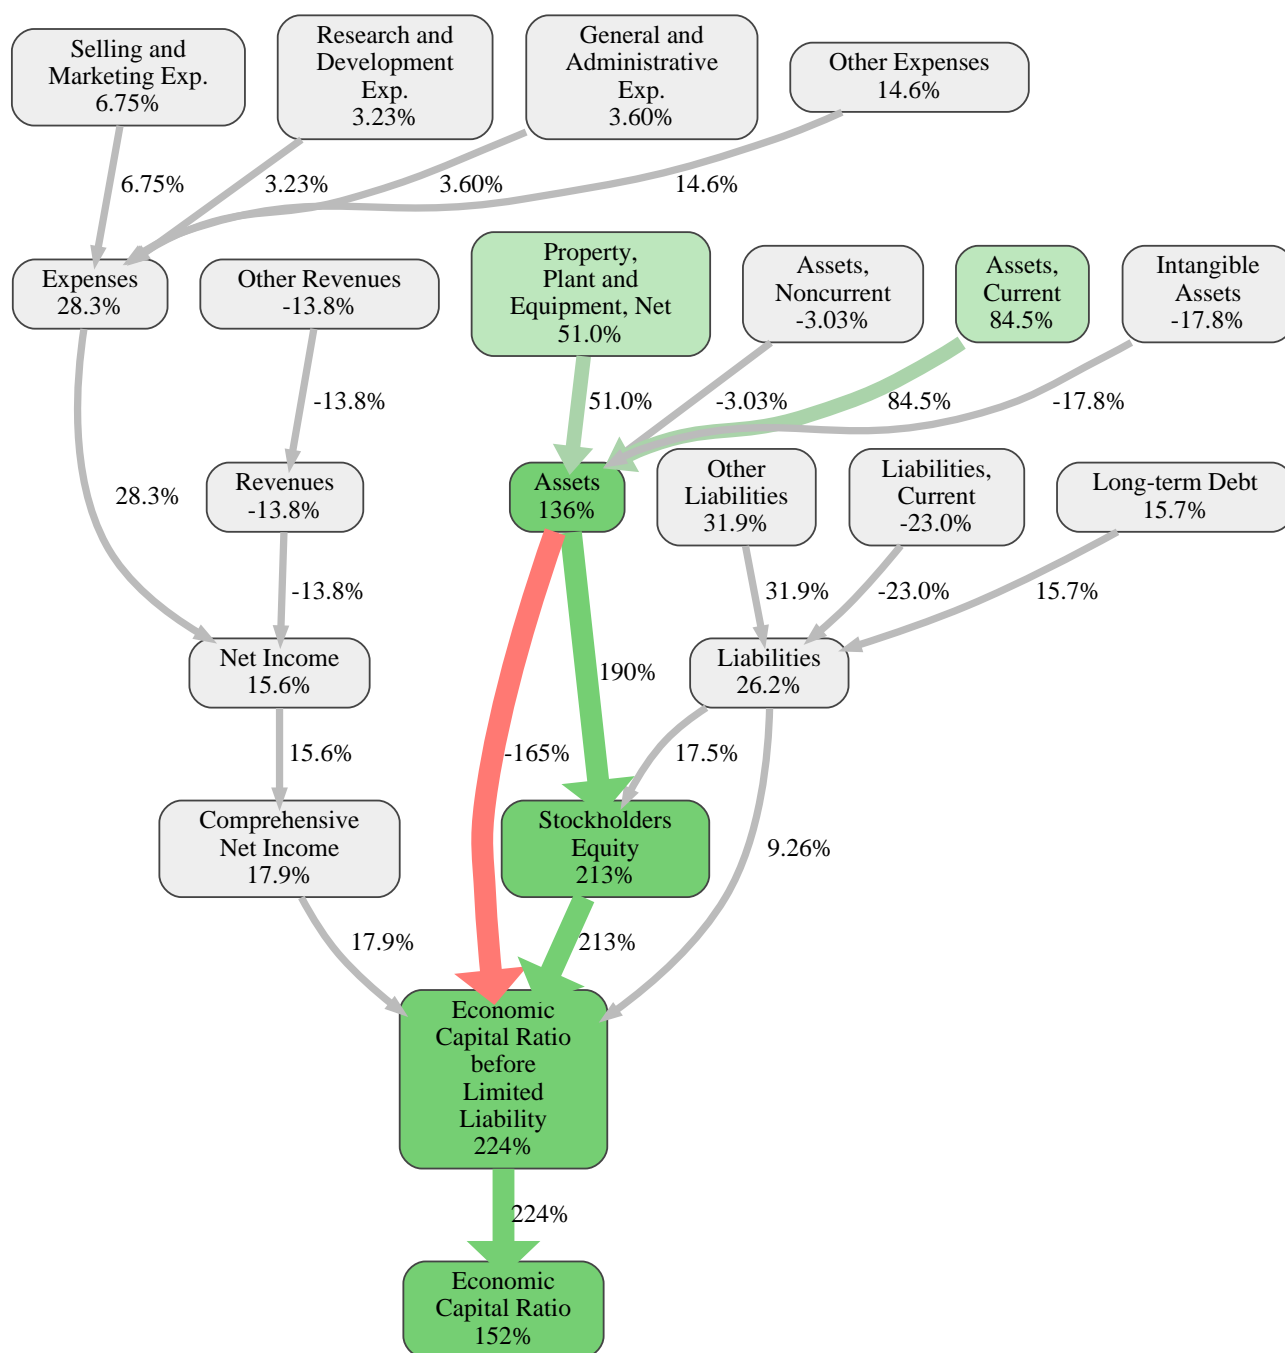 Selling and
Marketing Exp.
6.75%
Research and
Development
Exp.
3.23%
General and
Administrative
Exp.
3.60%
Other Expenses
14.6%
6.75%
3.23%
3.60%
14.6%
Expenses
28.3%
Other Revenues
-13.8%
Property,
Plant and
Equipment, Net
51.0%
Assets,
Noncurrent
-3.03%
Assets,
Current
84.5%
Intangible
Assets
-17.8%
-13.8%
51.0%
-3.03%
84.5%
-17.8%
28.3%
Revenues
-13.8%
Assets
136%
Other
Liabilities
31.9%
Liabilities,
Current
-23.0%
Long-term Debt
15.7%
-13.8%
31.9%
-23.0%
15.7%
Net Income
15.6%
190%
Liabilities
26.2%
15.6%
-165%
17.5%
Comprehensive
Net Income
17.9%
Stockholders
Equity
213%
9.26%
17.9%
213%
Economic
Capital Ratio
before
Limited
Liability
224%
224%
Economic
Capital Ratio
152%